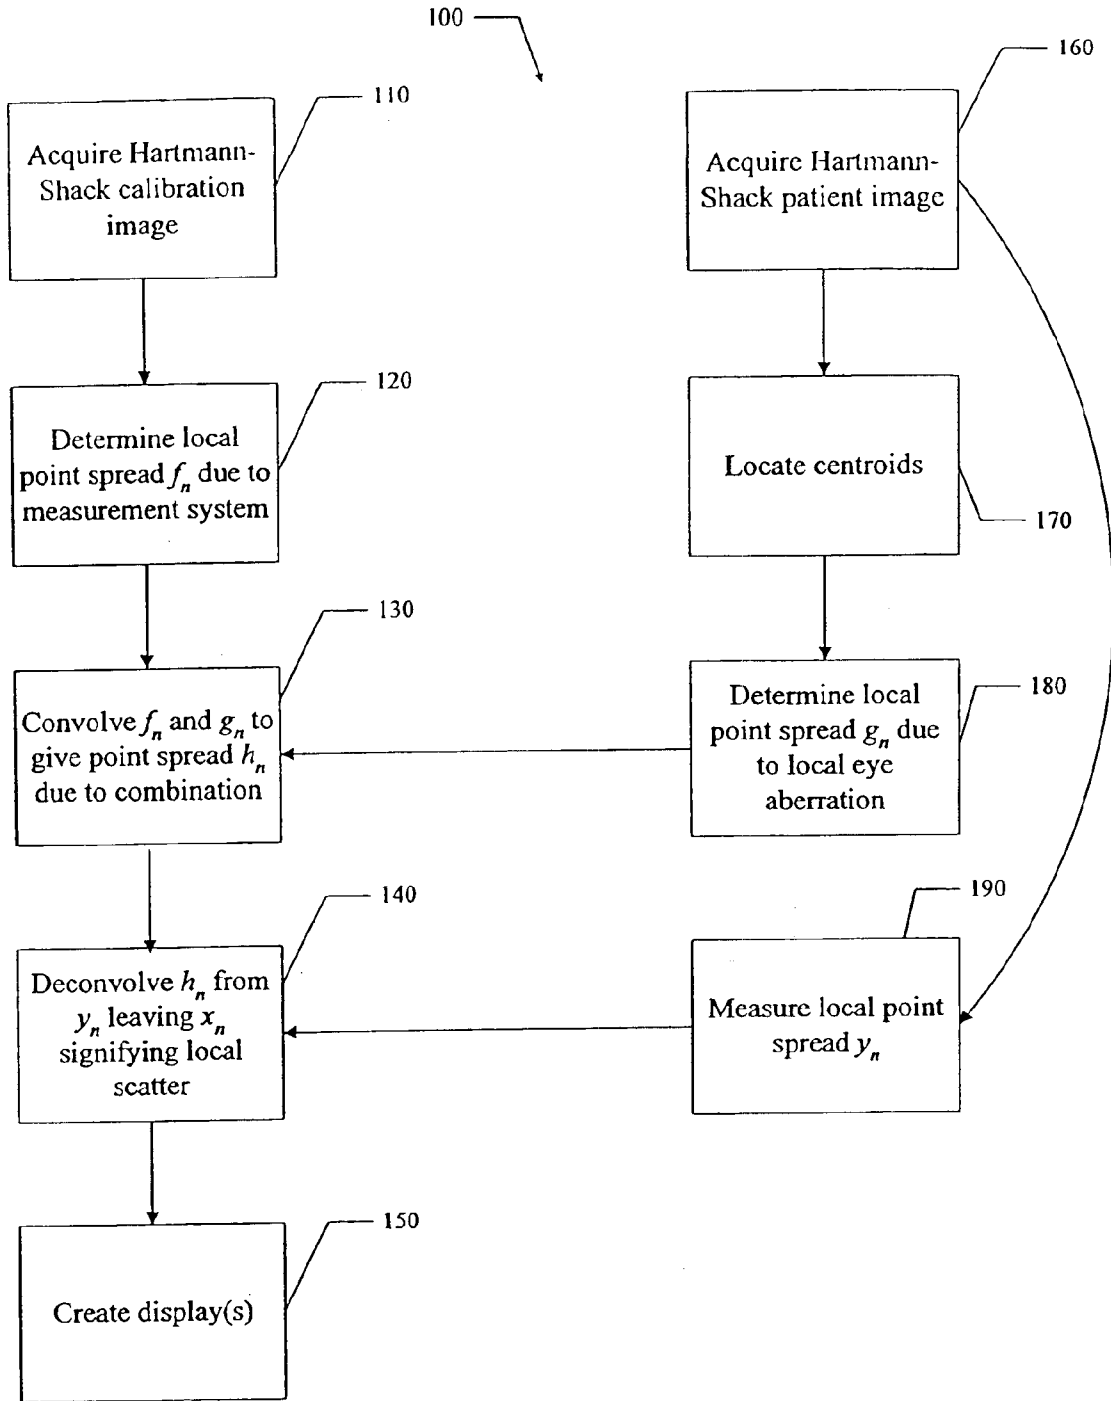 100
160
110
Acquire Hartmann-
Shack calibration
image
Acquire Hartmann-
Shack patient image
120
Determine local
point spread fn due to
measurement system
Locate centroids
170
130
Convolve fn and gn to
give point spread hn
due to combination
180
Determine local
point spread gn due
to local eye
aberration
140
Deconvolve hn from
yn leaving xn
signifying local
scatter
190
Measure local point
spread yn
150
Create display(s)